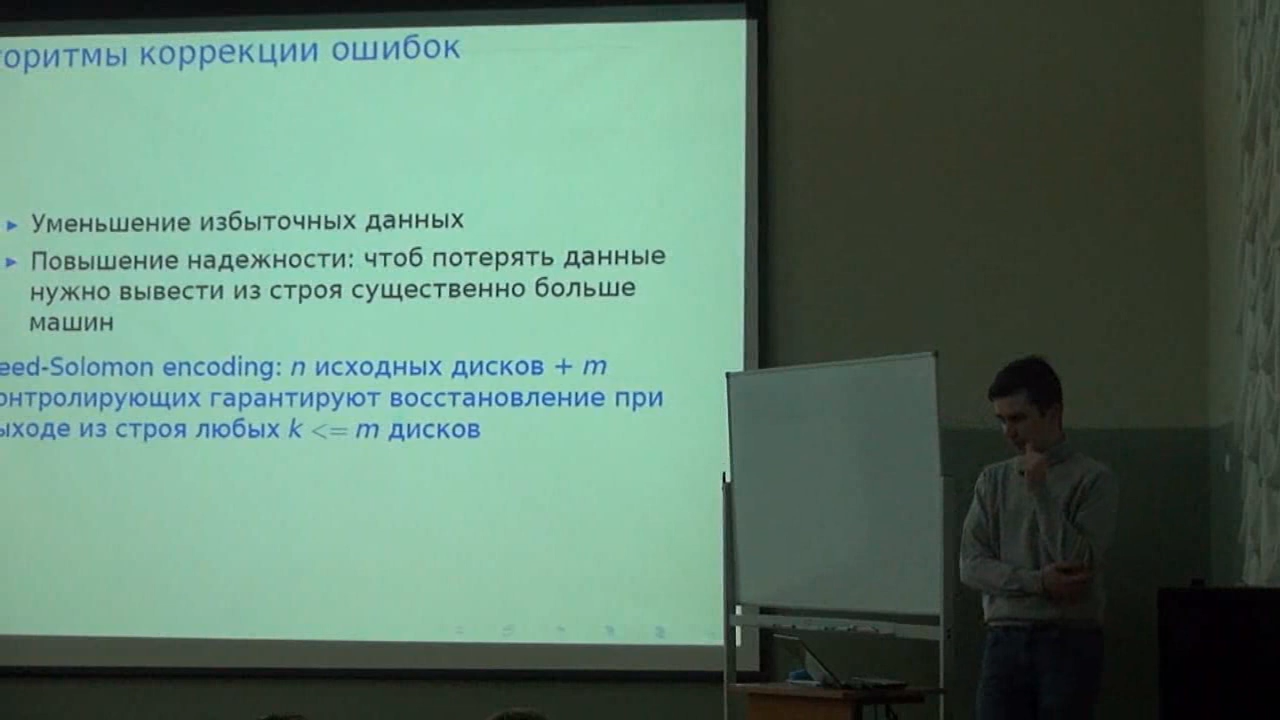 горитмы коррекции ошибок
Уменьшение избыточных данных
Повышение надежности: чтоб потерять данные
нужно вывести из строя существенно больше
машин
eed-Solomon encoding: n исходных дисков + m
онтролирующих гарантируют восстановление при
ыходе из строя любых k <= m дисков